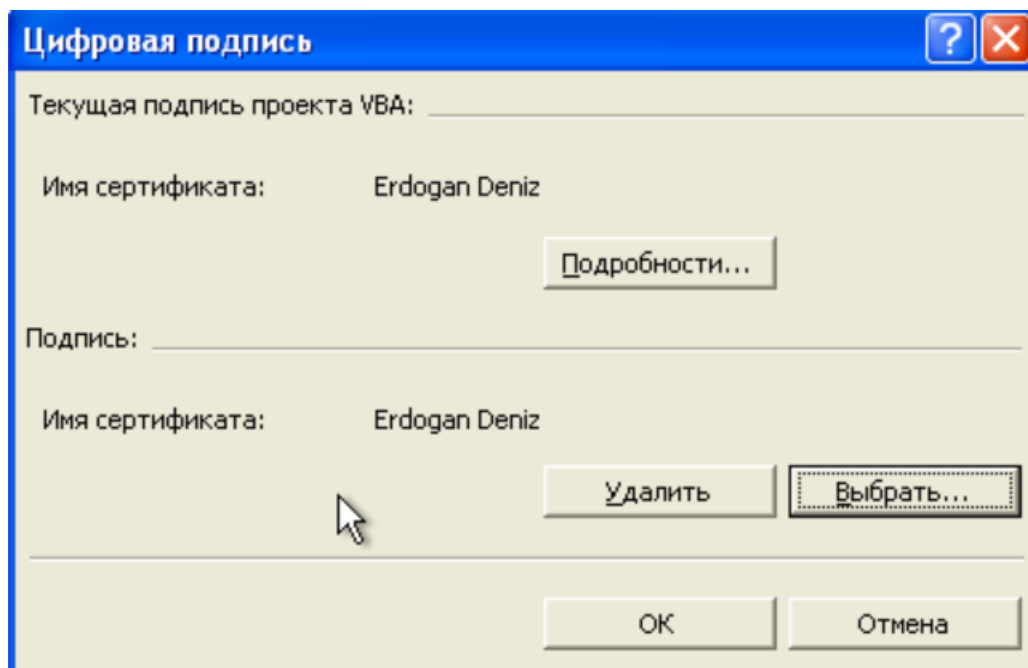 Цифровая подпись
Текущая подпись проекта VBA:
Имя сертификата: Erdogan Deniz
Подробности...
Подпись:
Имя сертификата: Erdogan Deniz
Удалить Выбрать...
ОК Отмена